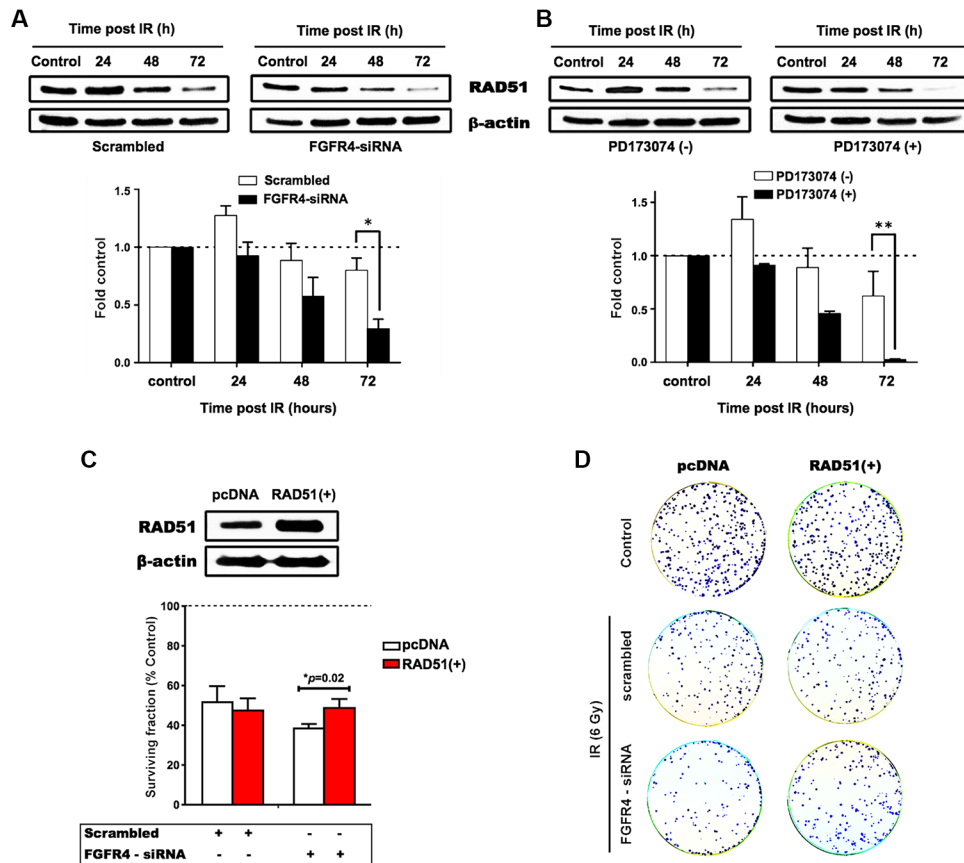 A
Time post IR (h)
Control 24 48 72
Time post IR (h)
Control 24 48 72
RAD51
β-actin
Scrambled
FGFR4-siRNA
Scrambled
FGFR4-siRNA
*
1.5
1.0
0.5
0.0
Fold control
control 24 48 72
Time post IR (hours)
B
Time post IR (h)
Control 24 48 72
Time post IR (h)
Control 24 48 72
PD173074 (-)
PD173074 (+)
PD173074 (-)
PD173074 (+)
**
1.5
1.0
0.5
0.0
Fold control
control 24 48 72
Time post IR (hours)
C
pcDNA RAD51(+)
RAD51
β-actin
100
80
60
40
20
0
Surviving fraction (% Control)
pcDNA
RAD51(+)
*p=0.02
Scrambled + + - -
FGFR4 - siRNA - - + +
D
pcDNA RAD51(+)
Control
IR (6 Gy)
scrambled
FGFR4 - siRNA